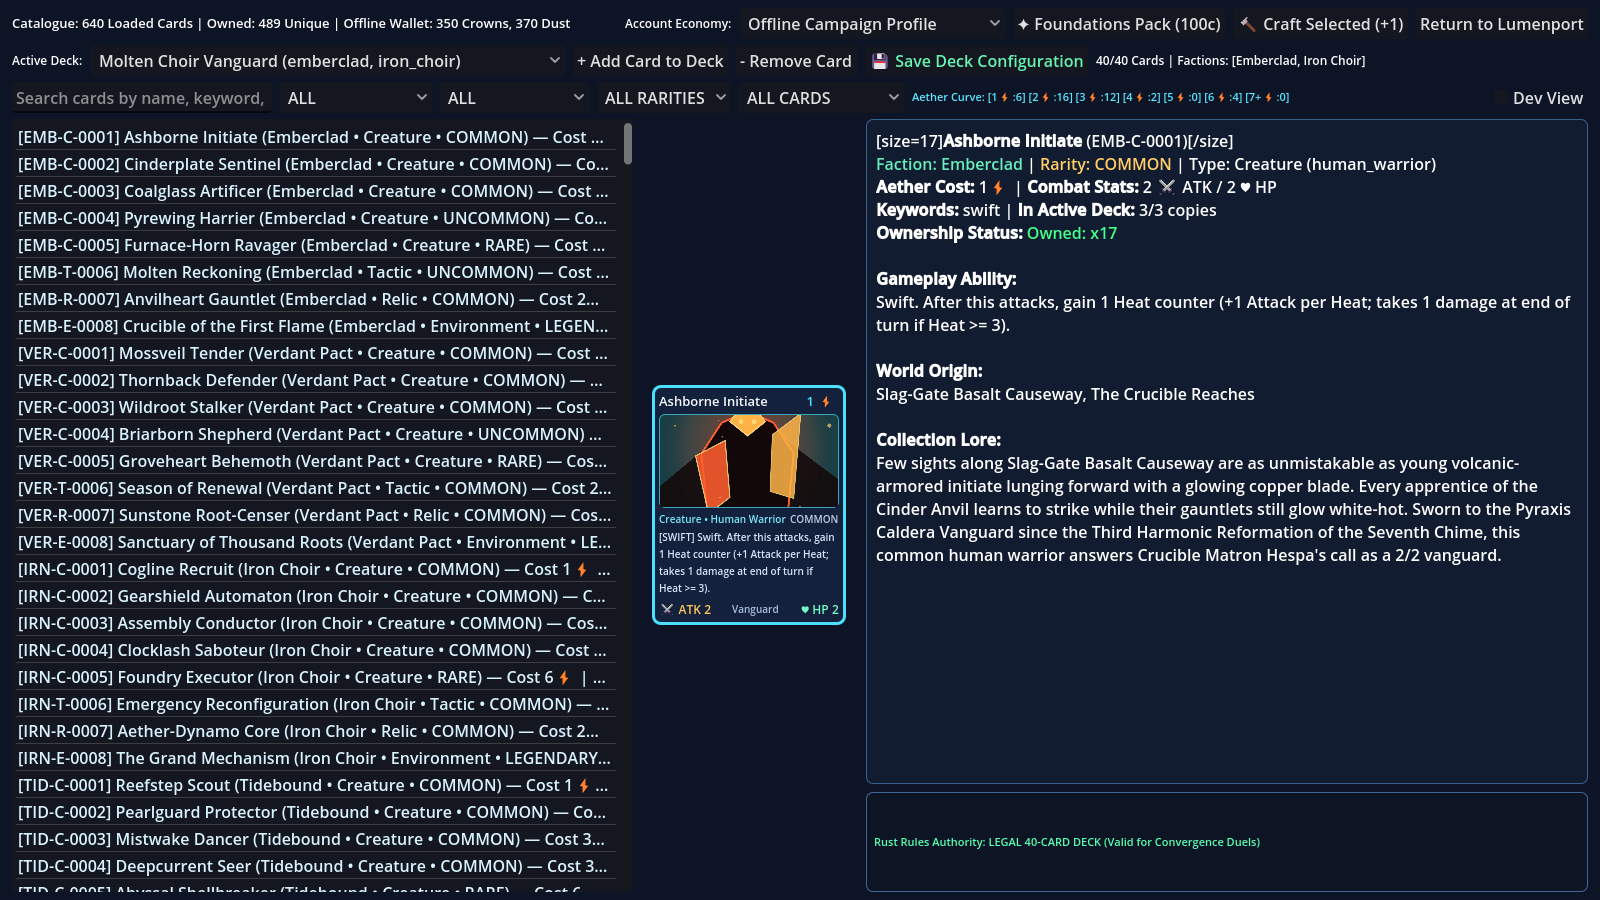 Catalogue: 640 Loaded Cards | Owned: 489 Unique | Offline Wallet: 350 Crowns, 370 Dust
Account Economy: Offline Campaign Profile
✦ Foundations Pack (100c)
🔨 Craft Selected (+1)
Return to Lumenport
Active Deck: Molten Choir Vanguard (emberclad, iron_choir)
+ Add Card to Deck
- Remove Card
💾 Save Deck Configuration
40/40 Cards | Factions: [Emberclad, Iron Choir]
Search cards by name, keyword,
ALL
ALL
ALL RARITIES
ALL CARDS
Aether Curve: [1⚡:6] [2⚡:16] [3⚡:12] [4⚡:2] [5⚡:0] [6⚡:4] [7+⚡:0]
Dev View
[EMB-C-0001] Ashborne Initiate (Emberclad • Creature • COMMON) — Cost ...
[EMB-C-0002] Cinderplate Sentinel (Emberclad • Creature • COMMON) — Co...
[EMB-C-0003] Coalglass Artificer (Emberclad • Creature • COMMON) — Cost ...
[EMB-C-0004] Pyrewing Harrier (Emberclad • Creature • UNCOMMON) — Co...
[EMB-C-0005] Furnace-Horn Ravager (Emberclad • Creature • RARE) — Cost ...
[EMB-T-0006] Molten Reckoning (Emberclad • Tactic • UNCOMMON) — Cost ...
[EMB-R-0007] Anvilheart Gauntlet (Emberclad • Relic • COMMON) — Cost 2...
[EMB-E-0008] Crucible of the First Flame (Emberclad • Environment • LEGEN...
[VER-C-0001] Mossveil Tender (Verdant Pact • Creature • COMMON) — Cost ...
[VER-C-0002] Thornback Defender (Verdant Pact • Creature • COMMON) — ...
[VER-C-0003] Wildroot Stalker (Verdant Pact • Creature • COMMON) — Cost ...
[VER-C-0004] Briarborn Shepherd (Verdant Pact • Creature • UNCOMMON) ...
[VER-C-0005] Groveheart Behemoth (Verdant Pact • Creature • RARE) — Cos...
[VER-T-0006] Season of Renewal (Verdant Pact • Tactic • COMMON) — Cost 2...
[VER-R-0007] Sunstone Root-Censer (Verdant Pact • Relic • COMMON) — Cost...
[VER-E-0008] Sanctuary of Thousand Roots (Verdant Pact • Environment • LE...
[IRN-C-0001] Cogline Recruit (Iron Choir • Creature • COMMON) — Cost 1⚡ ...
[IRN-C-0002] Gearshield Automaton (Iron Choir • Creature • COMMON) — C...
[IRN-C-0003] Assembly Conductor (Iron Choir • Creature • COMMON) — Cos...
[IRN-C-0004] Clocklash Saboteur (Iron Choir • Creature • COMMON) — Cost ...
[IRN-C-0005] Foundry Executor (Iron Choir • Creature • RARE) — Cost 6⚡ | ...
[IRN-T-0006] Emergency Reconfiguration (Iron Choir • Tactic • COMMON) — ...
[IRN-R-0007] Aether-Dynamo Core (Iron Choir • Relic • COMMON) — Cost 2...
[IRN-E-0008] The Grand Mechanism (Iron Choir • Environment • LEGENDARY...
[TID-C-0001] Reefstep Scout (Tidebound • Creature • COMMON) — Cost 1⚡ ...
[TID-C-0002] Pearlguard Protector (Tidebound • Creature • COMMON) — Co...
[TID-C-0003] Mistwake Dancer (Tidebound • Creature • COMMON) — Cost 3...
[TID-C-0004] Deepcurrent Seer (Tidebound • Creature • COMMON) — Cost 3...
[TID-C-0005] Abyssal Shellbreaker (Tidebound • Creature • RARE) — Cost 6...
Ashborne Initiate 1⚡
Creature • Human Warrior COMMON
[SWIFT] Swift. After this attacks, gain
1 Heat counter (+1 Attack per Heat;
takes 1 damage at end of turn if
Heat >= 3).
⚔ ATK 2 Vanguard ♥ HP 2
[size=17]Ashborne Initiate (EMB-C-0001)[/size]
Faction: Emberclad | Rarity: COMMON | Type: Creature (human_warrior)
Aether Cost: 1⚡ | Combat Stats: 2 ⚔ ATK / 2 ♥ HP
Keywords: swift | In Active Deck: 3/3 copies
Ownership Status: Owned: x17
Gameplay Ability:
Swift. After this attacks, gain 1 Heat counter (+1 Attack per Heat; takes 1 damage at end of
turn if Heat >= 3).
World Origin:
Slag-Gate Basalt Causeway, The Crucible Reaches
Collection Lore:
Few sights along Slag-Gate Basalt Causeway are as unmistakable as young volcanic-
armored initiate lunging forward with a glowing copper blade. Every apprentice of the
Cinder Anvil learns to strike while their gauntlets still glow white-hot. Sworn to the Pyraxis
Caldera Vanguard since the Third Harmonic Reformation of the Seventh Chime, this
common human warrior answers Crucible Matron Hespa's call as a 2/2 vanguard.
Rust Rules Authority: LEGAL 40-CARD DECK (Valid for Convergence Duels)